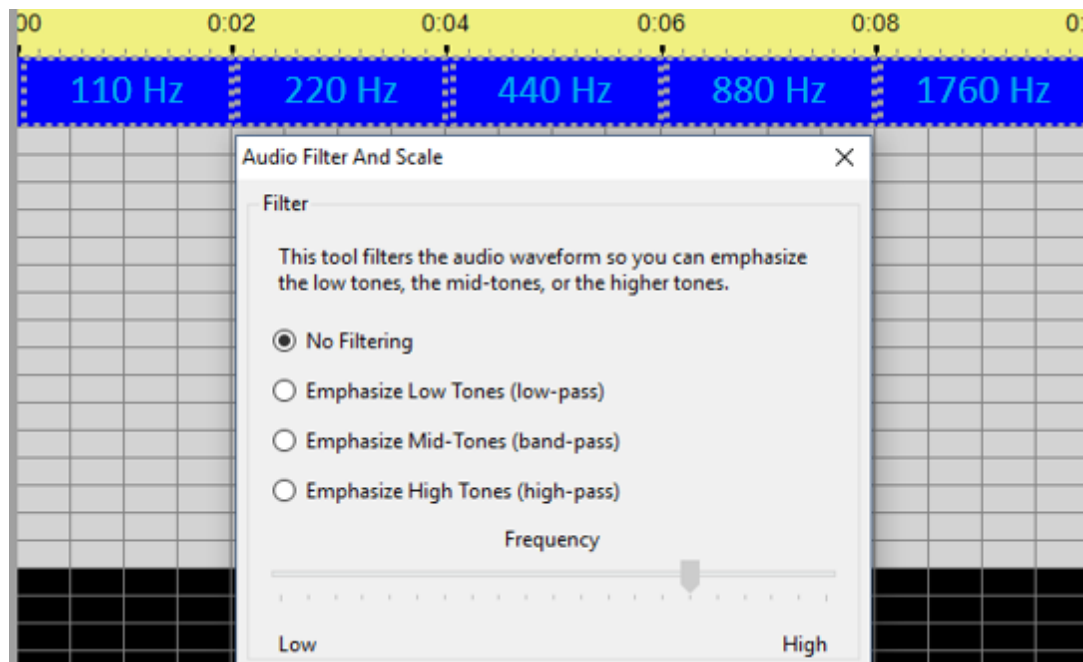 00 0:02 0:04 0:06 0:08 0:
110 Hz 220 Hz 440 Hz 880 Hz 1760 Hz
Audio Filter And Scale
Filter
This tool filters the audio waveform so you can emphasize
the low tones, the mid-tones, or the higher tones.
No Filtering
Emphasize Low Tones (low-pass)
Emphasize Mid-Tones (band-pass)
Emphasize High Tones (high-pass)
Frequency
Low High